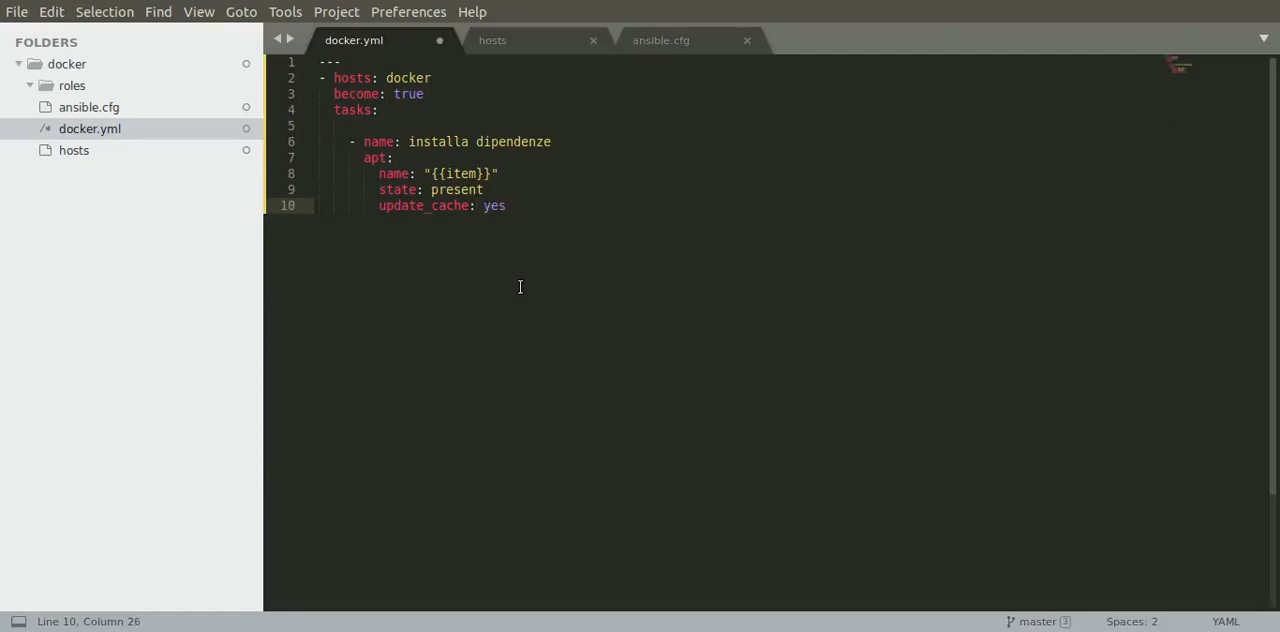 File Edit Selection Find View Goto Tools Project Preferences Help
FOLDERS
docker
roles
ansible.cfg
/* docker.yml
hosts
docker.yml hosts ansible.cfg
1 ---
2 - hosts: docker
3 become: true
4 tasks:
5
6 - name: installa dipendenze
7 apt:
8 name: "{{item}}"
9 state: present
10 update_cache: yes
Line 10, Column 26 master 3 Spaces: 2 YAML